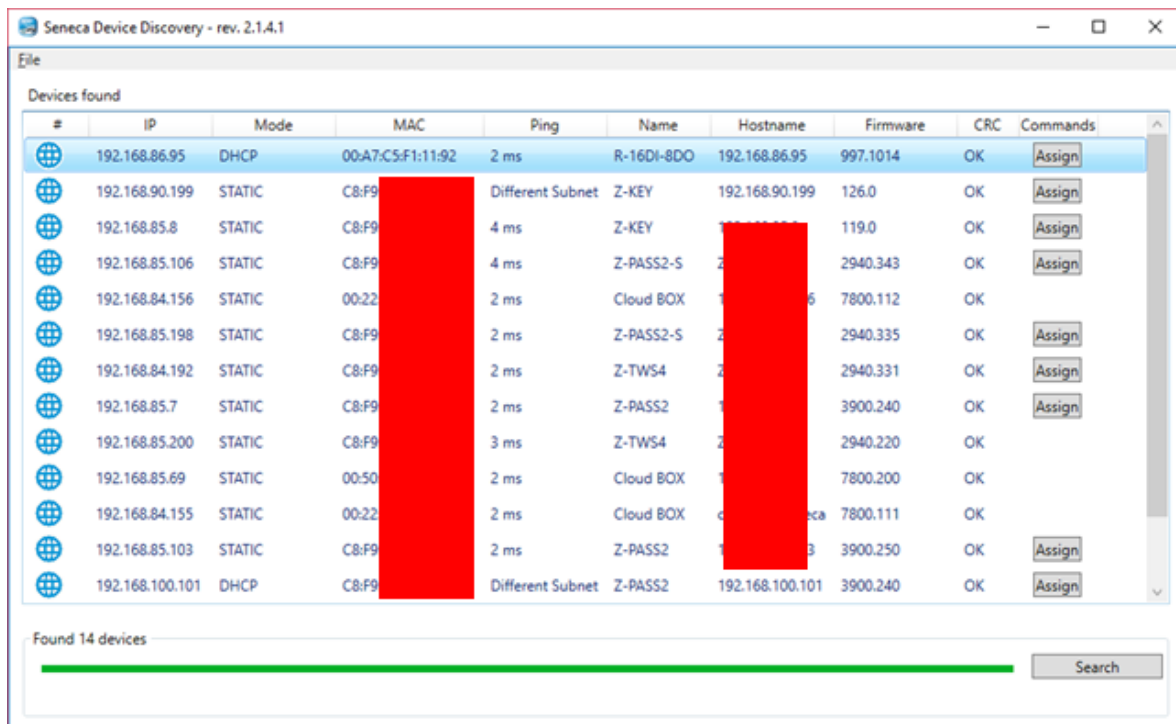 Seneca Device Discovery - rev. 2.1.4.1
File
Devices found
# IP Mode MAC Ping Name Hostname Firmware CRC Commands
192.168.86.95 DHCP 00:A7:C5:F1:11:92 2 ms R-16DI-8DO 192.168.86.95 997.1014 OK Assign
192.168.90.199 STATIC C8:F9 Different Subnet Z-KEY 192.168.90.199 126.0 OK Assign
192.168.85.8 STATIC C8:F9 4 ms Z-KEY 119.0 OK Assign
192.168.85.106 STATIC C8:F9 4 ms Z-PASS2-S Z 2940.343 OK Assign
192.168.84.156 STATIC 00:22: 2 ms Cloud BOX 1 6 7800.112 OK
192.168.85.198 STATIC C8:F9 2 ms Z-PASS2-S Z 2940.335 OK Assign
192.168.84.192 STATIC C8:F9 2 ms Z-TWS4 Z 2940.331 OK Assign
192.168.85.7 STATIC C8:F9 2 ms Z-PASS2 1 3900.240 OK Assign
192.168.85.200 STATIC C8:F9 3 ms Z-TWS4 Z 2940.220 OK
192.168.85.69 STATIC 00:50: 2 ms Cloud BOX 1 7800.200 OK
192.168.84.155 STATIC 00:22: 2 ms Cloud BOX c eca 7800.111 OK
192.168.85.103 STATIC C8:F9 2 ms Z-PASS2 1 3 3900.250 OK Assign
192.168.100.101 DHCP C8:F9 Different Subnet Z-PASS2 192.168.100.101 3900.240 OK Assign
Found 14 devices
Search